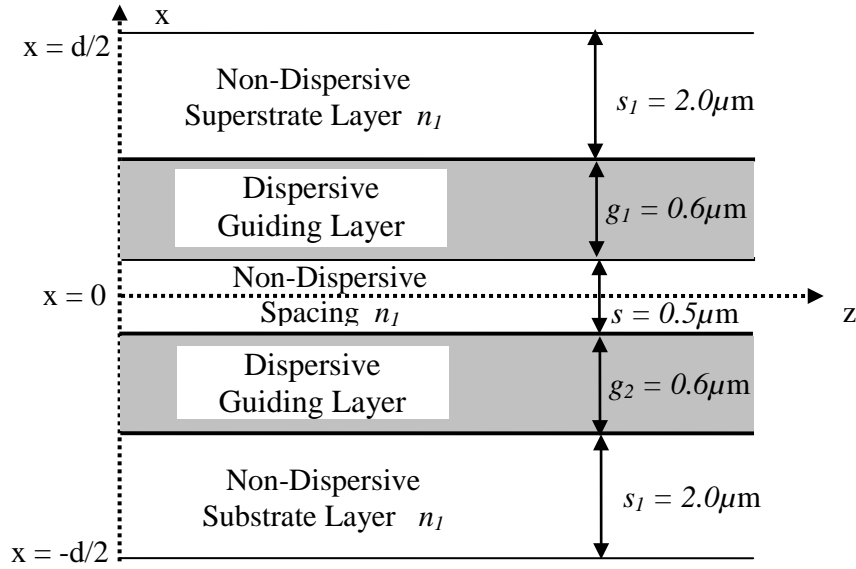 x
x = d/2
Non-Dispersive
Superstrate Layer n₁
s₁ = 2.0µm
Dispersive
Guiding Layer
g₁ = 0.6µm
Non-Dispersive
Spacing n₁
x = 0
s = 0.5µm
z
Dispersive
Guiding Layer
g₂ = 0.6µm
Non-Dispersive
Substrate Layer n₁
s₁ = 2.0µm
x = -d/2